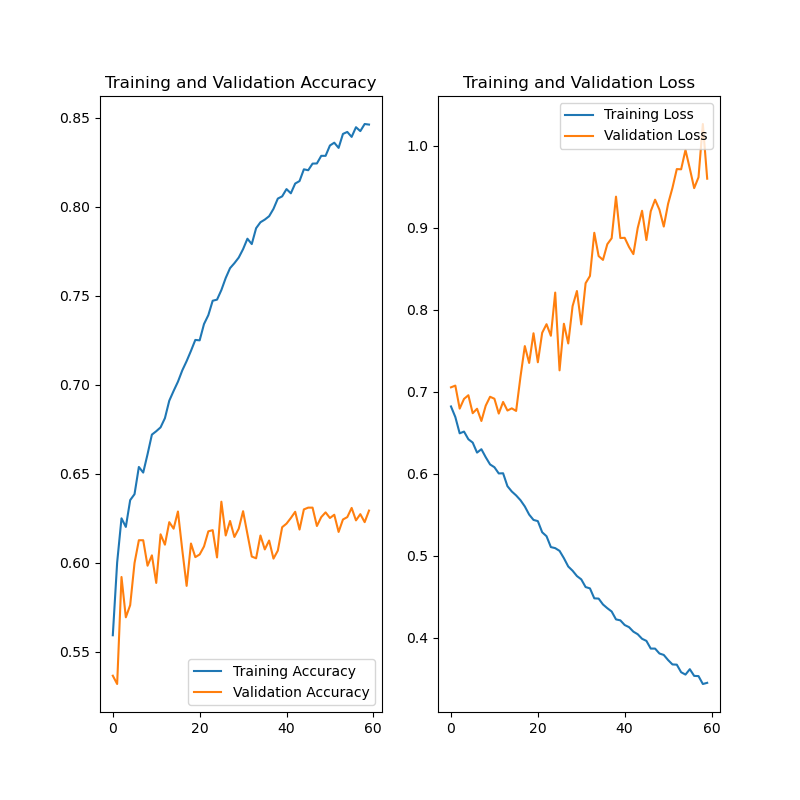 Training and Validation Accuracy
0.85
0.80
0.75
0.70
0.65
0.60
0.55
Training Accuracy
Validation Accuracy
0 20 40 60
Training and Validation Loss
Training Loss
Validation Loss
1.0
0.9
0.8
0.7
0.6
0.5
0.4
0 20 40 60